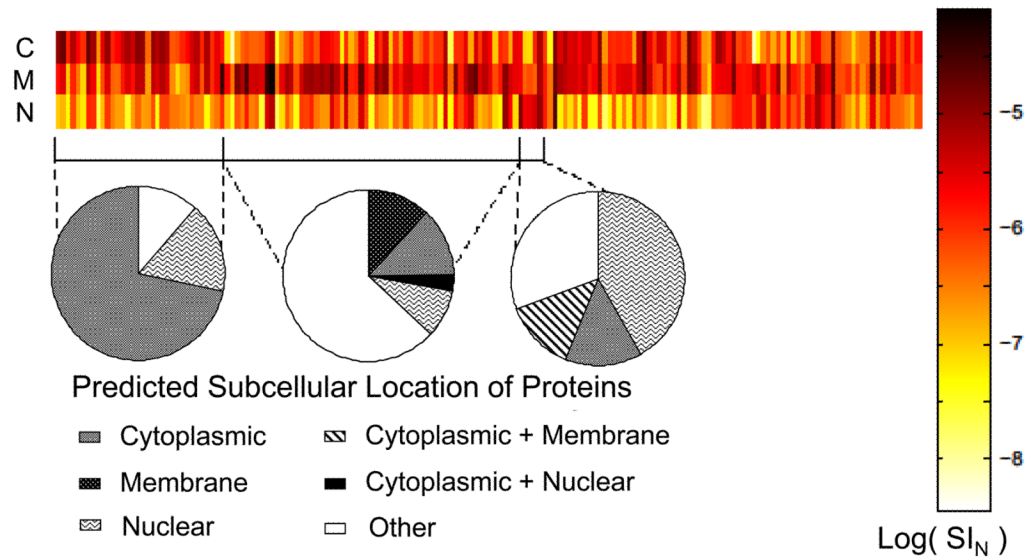 C
M
N
−5
−6
−7
−8
Log( SI_N )
Predicted Subcellular Location of Proteins
Cytoplasmic
Cytoplasmic + Membrane
Membrane
Cytoplasmic + Nuclear
Nuclear
Other